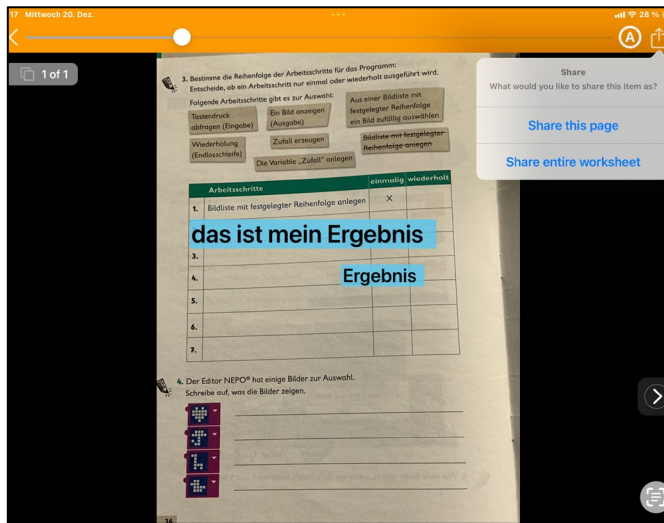 17 Mittwoch 20. Dez.
28 %
A
1 of 1
Share
What would you like to share this item as?
Share this page
Share entire worksheet
3. Bestimme die Reihenfolge der Arbeitsschritte für das Programm:
Entscheide, ob ein Arbeitsschritt nur einmal oder wiederholt ausgeführt wird.
Folgende Arbeitsschritte gibt es zur Auswahl:
Tastendruck
abfragen (Eingabe)
Ein Bild anzeigen
(Ausgabe)
Aus einer Bildliste mit
festgelegter Reihenfolge
ein Bild zufällig auswählen
Wiederholung
(Endlosschleife)
Zufall erzeugen
Bildliste mit festgelegter
Reihenfolge anlegen
Die Variable „Zufall" anlegen
Arbeitsschritte einmalig wiederholt
1. Bildliste mit festgelegter Reihenfolge anlegen X
das ist mein Ergebnis
3.
4.
Ergebnis
5.
6.
7.
4. Der Editor NEPO® hat einige Bilder zur Auswahl.
Schreibe auf, was die Bilder zeigen.
36